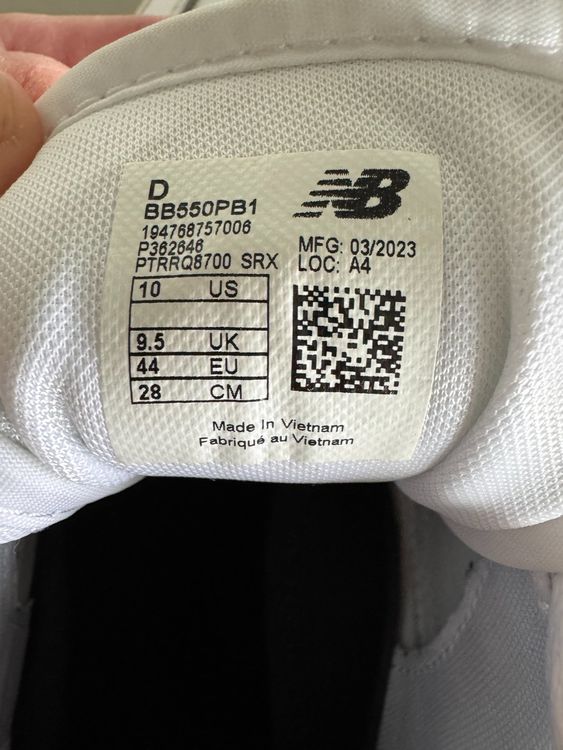 D
BB550PB1
194768757006
P362646
PTRRQ8700 SRX
NB
MFG: 03/2023
LOC: A4
10 US
9.5 UK
44 EU
28 CM
Made In Vietnam
Fabriqué au Vietnam